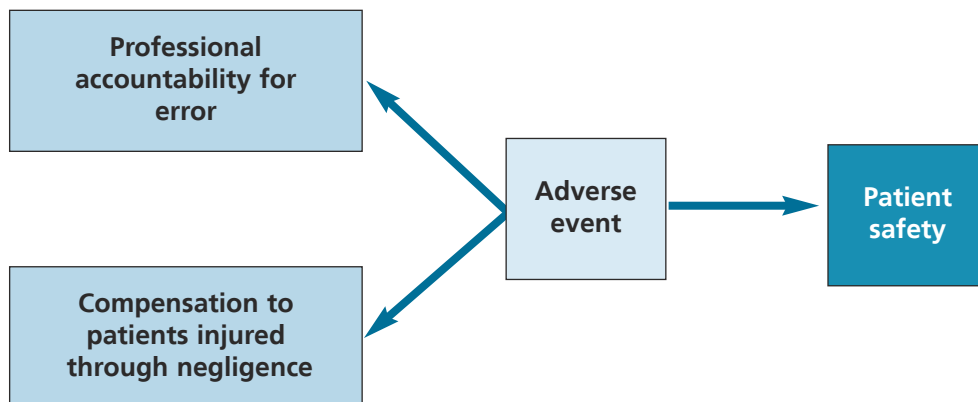 Professional
accountability for
error
Adverse
event
Patient
safety
Compensation to
patients injured
through negligence